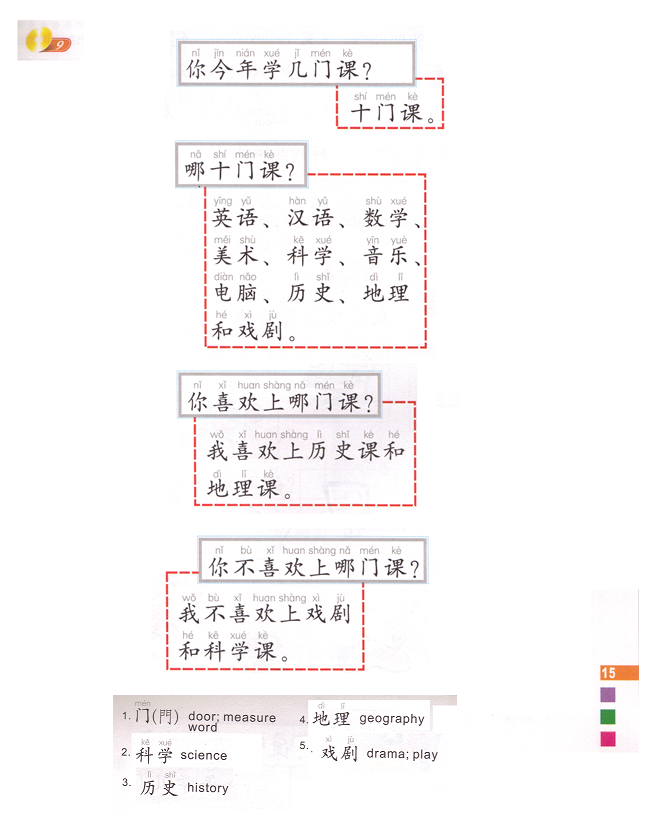 9
nǐ jīn nián xué jǐ mén kè
你今年学几门课？
shí mén kè
十门课。
nǎ shí mén kè
哪十门课？
yīng yǔ hàn yǔ shù xué
英语、汉语、数学、
měi shù kē xué yīn yuè
美术、科学、音乐、
diàn nǎo lì shǐ dì lǐ
电脑、历史、地理
hé xì jù
和戏剧。
nǐ xǐ huan shàng nǎ mén kè
你喜欢上哪门课？
wǒ xǐ huan shàng lì shǐ kè hé
我喜欢上历史课和
dì lǐ kè
地理课。
nǐ bù xǐ huan shàng nǎ mén kè
你不喜欢上哪门课？
wǒ bù xǐ huan shàng xì jù
我不喜欢上戏剧
hé kē xué kè
和科学课。
15
mén
1. 门(門) door; measure
word
kē xué
2. 科学 science
lì shǐ
3. 历史 history
dì lǐ
4. 地理 geography
xì jù
5. 戏剧 drama; play